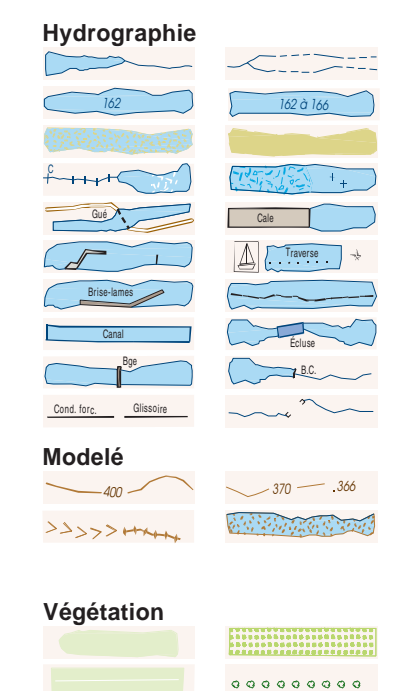 Hydrographie
162
162 à 166
C
Gué
Cale
Traverse
Brise-lames
Canal
Écluse
Bge
B.C.
Cond. forc.
Glissoire
Modelé
400
370
.366
Végétation